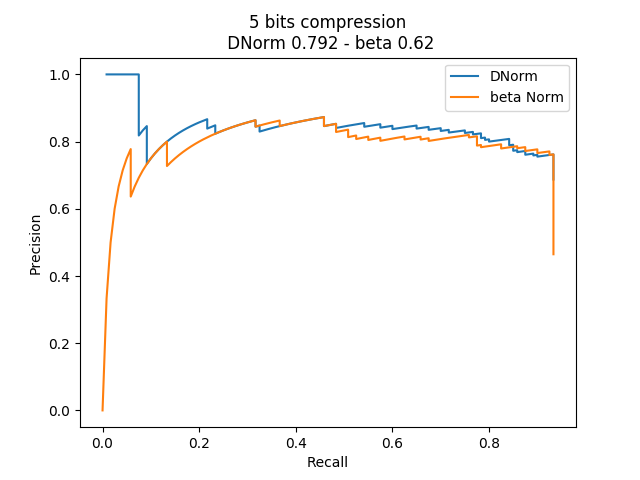 5 bits compression
DNorm 0.792 - beta 0.62
DNorm
beta Norm
1.0
0.8
0.6
0.4
0.2
0.0
Precision
0.0 0.2 0.4 0.6 0.8
Recall